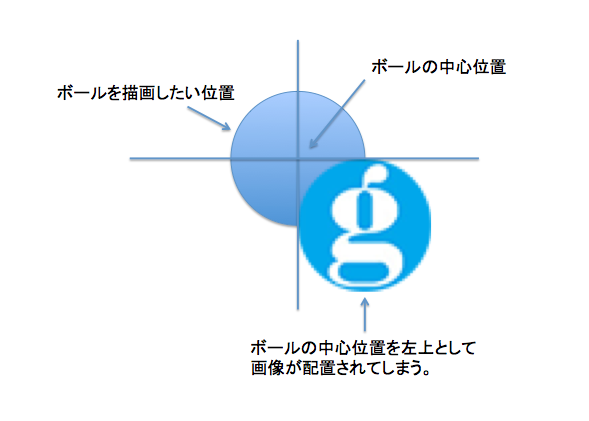 ボールの中心位置
ボールを描画したい位置
g
ボールの中心位置を左上として
画像が配置されてしまう。